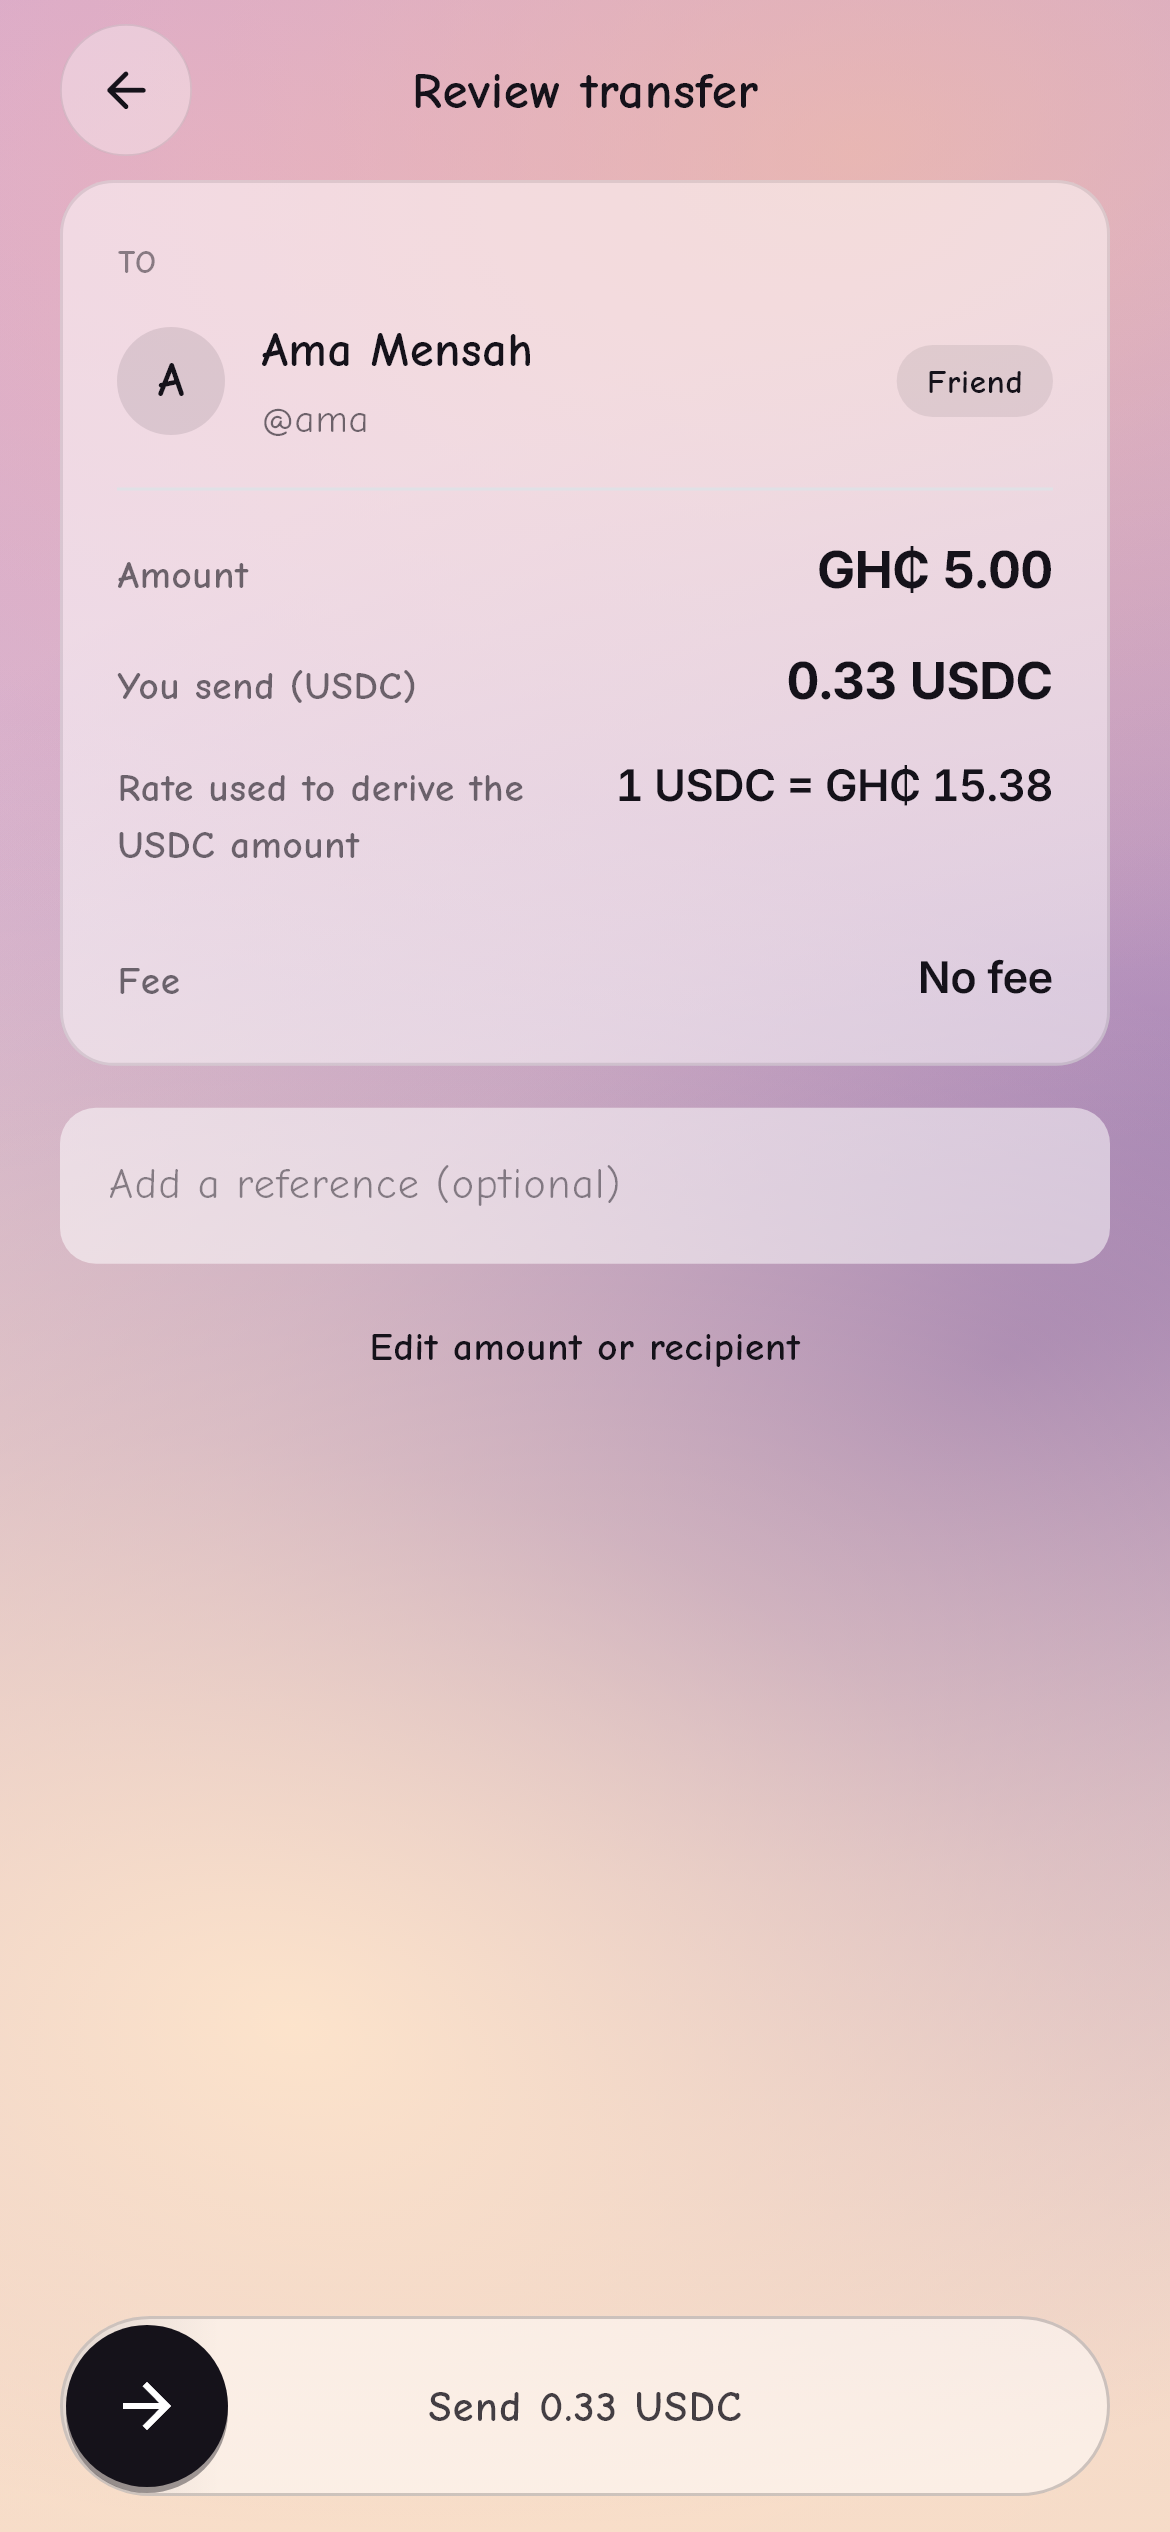 Review transfer
TO
A
Ama Mensah
@ama
Friend
Amount
GH₵ 5.00
You send (USDC)
0.33 USDC
Rate used to derive the
USDC amount
1 USDC = GH₵ 15.38
Fee
No fee
Add a reference (optional)
Edit amount or recipient
Send 0.33 USDC